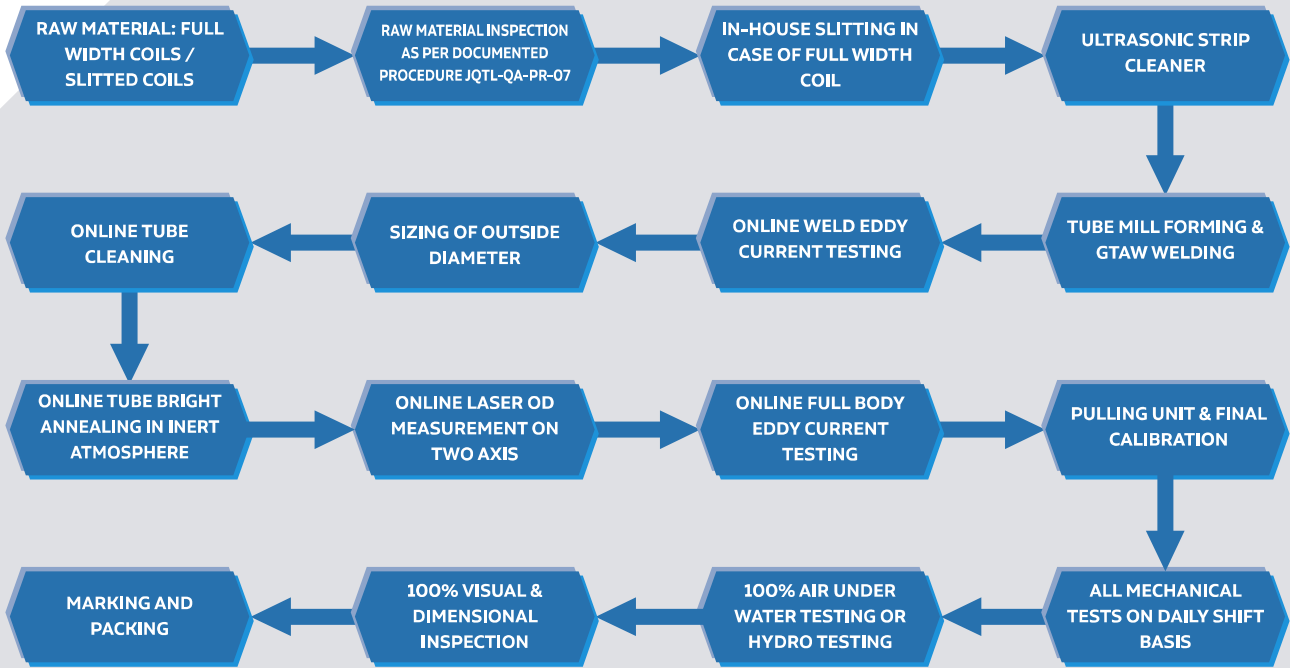 RAW MATERIAL: FULL
WIDTH COILS /
SLITTED COILS
RAW MATERIAL INSPECTION
AS PER DOCUMENTED
PROCEDURE JQTL-QA-PR-07
IN-HOUSE SLITTING IN
CASE OF FULL WIDTH
COIL
ULTRASONIC STRIP
CLEANER
TUBE MILL FORMING &
GTAW WELDING
ONLINE WELD EDDY
CURRENT TESTING
SIZING OF OUTSIDE
DIAMETER
ONLINE TUBE
CLEANING
ONLINE TUBE BRIGHT
ANNEALING IN INERT
ATMOSPHERE
ONLINE LASER OD
MEASUREMENT ON
TWO AXIS
ONLINE FULL BODY
EDDY CURRENT
TESTING
PULLING UNIT & FINAL
CALIBRATION
ALL MECHANICAL
TESTS ON DAILY SHIFT
BASIS
100% AIR UNDER
WATER TESTING OR
HYDRO TESTING
100% VISUAL &
DIMENSIONAL
INSPECTION
MARKING AND
PACKING